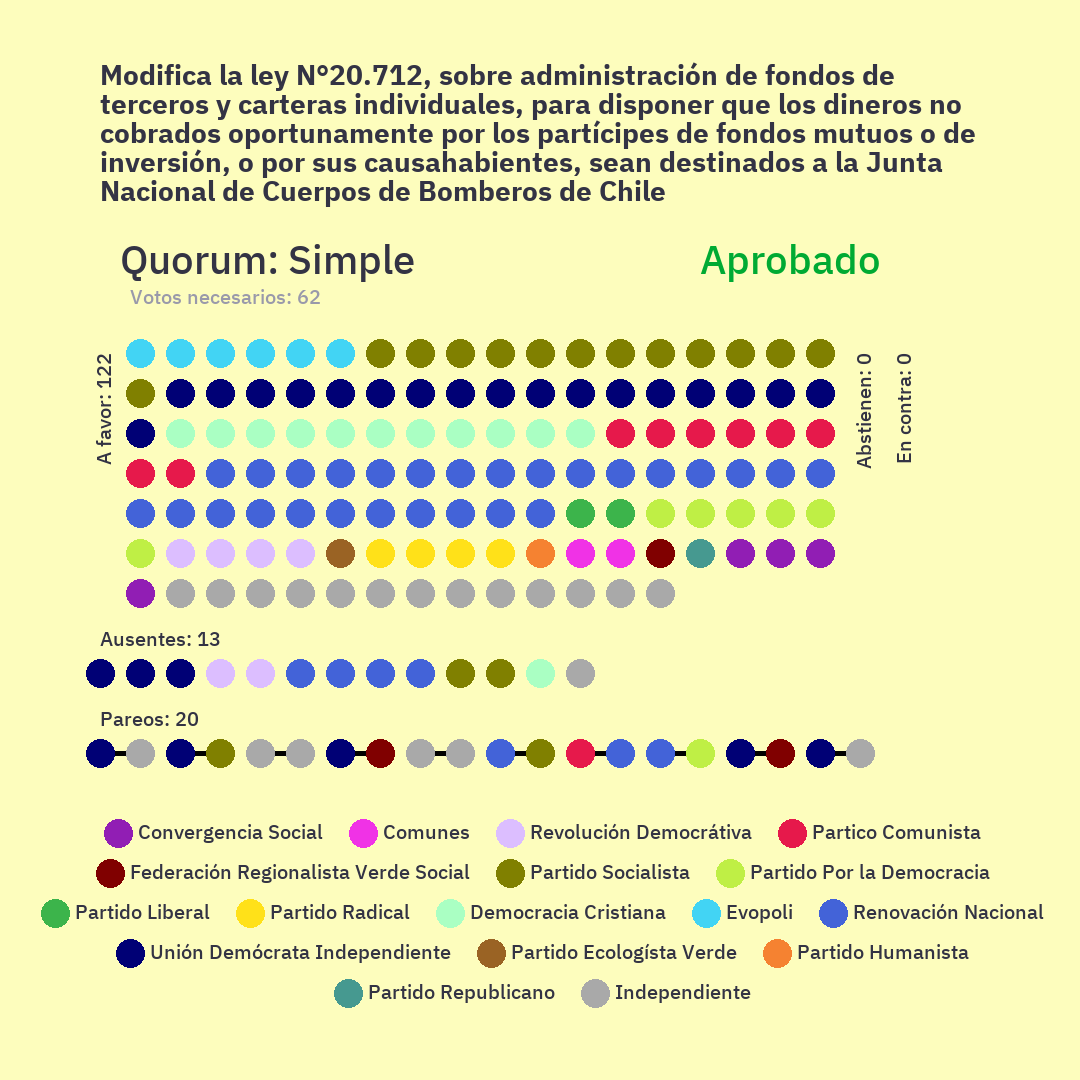 Modifica la ley N°20.712, sobre administración de fondos de
terceros y carteras individuales, para disponer que los dineros no
cobrados oportunamente por los partícipes de fondos mutuos o de
inversión, o por sus causahabientes, sean destinados a la Junta
Nacional de Cuerpos de Bomberos de Chile
Quorum: Simple
Aprobado
Votos necesarios: 62
A favor: 122
Abstienen: 0
En contra: 0
Ausentes: 13
Pareos: 20
Convergencia Social Comunes Revolución Democrátiva Partico Comunista
Federación Regionalista Verde Social Partido Socialista Partido Por la Democracia
Partido Liberal Partido Radical Democracia Cristiana Evopoli Renovación Nacional
Unión Demócrata Independiente Partido Ecologísta Verde Partido Humanista
Partido Republicano Independiente